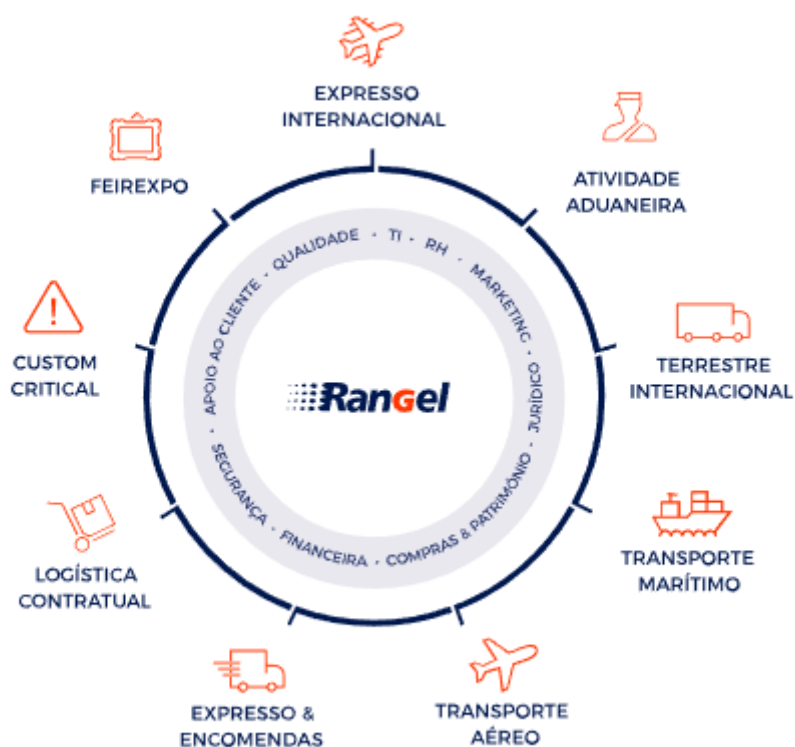 EXPRESSO
INTERNACIONAL
ATIVIDADE
ADUANEIRA
TERRESTRE
INTERNACIONAL
TRANSPORTE
MARÍTIMO
TRANSPORTE
AÉREO
EXPRESSO &
ENCOMENDAS
LOGÍSTICA
CONTRATUAL
CUSTOM
CRITICAL
FEIREXPO
APOIO AO CLIENTE • QUALIDADE • TI • RH • MARKETING • JURÍDICO • COMPRAS & PATRIMÓNIO • FINANCEIRA • SEGURANÇA •
Rangel